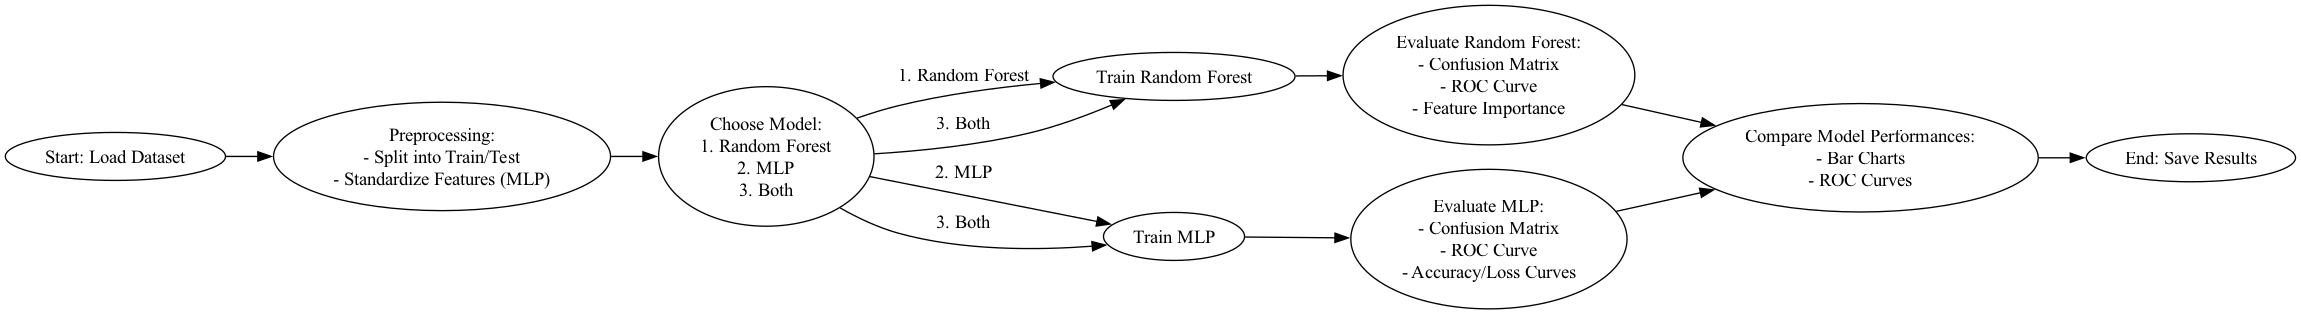 Start: Load Dataset
Preprocessing:
- Split into Train/Test
- Standardize Features (MLP)
Choose Model:
1. Random Forest
2. MLP
3. Both
1. Random Forest
3. Both
2. MLP
3. Both
Train Random Forest
Train MLP
Evaluate Random Forest:
- Confusion Matrix
- ROC Curve
- Feature Importance
Evaluate MLP:
- Confusion Matrix
- ROC Curve
- Accuracy/Loss Curves
Compare Model Performances:
- Bar Charts
- ROC Curves
End: Save Results